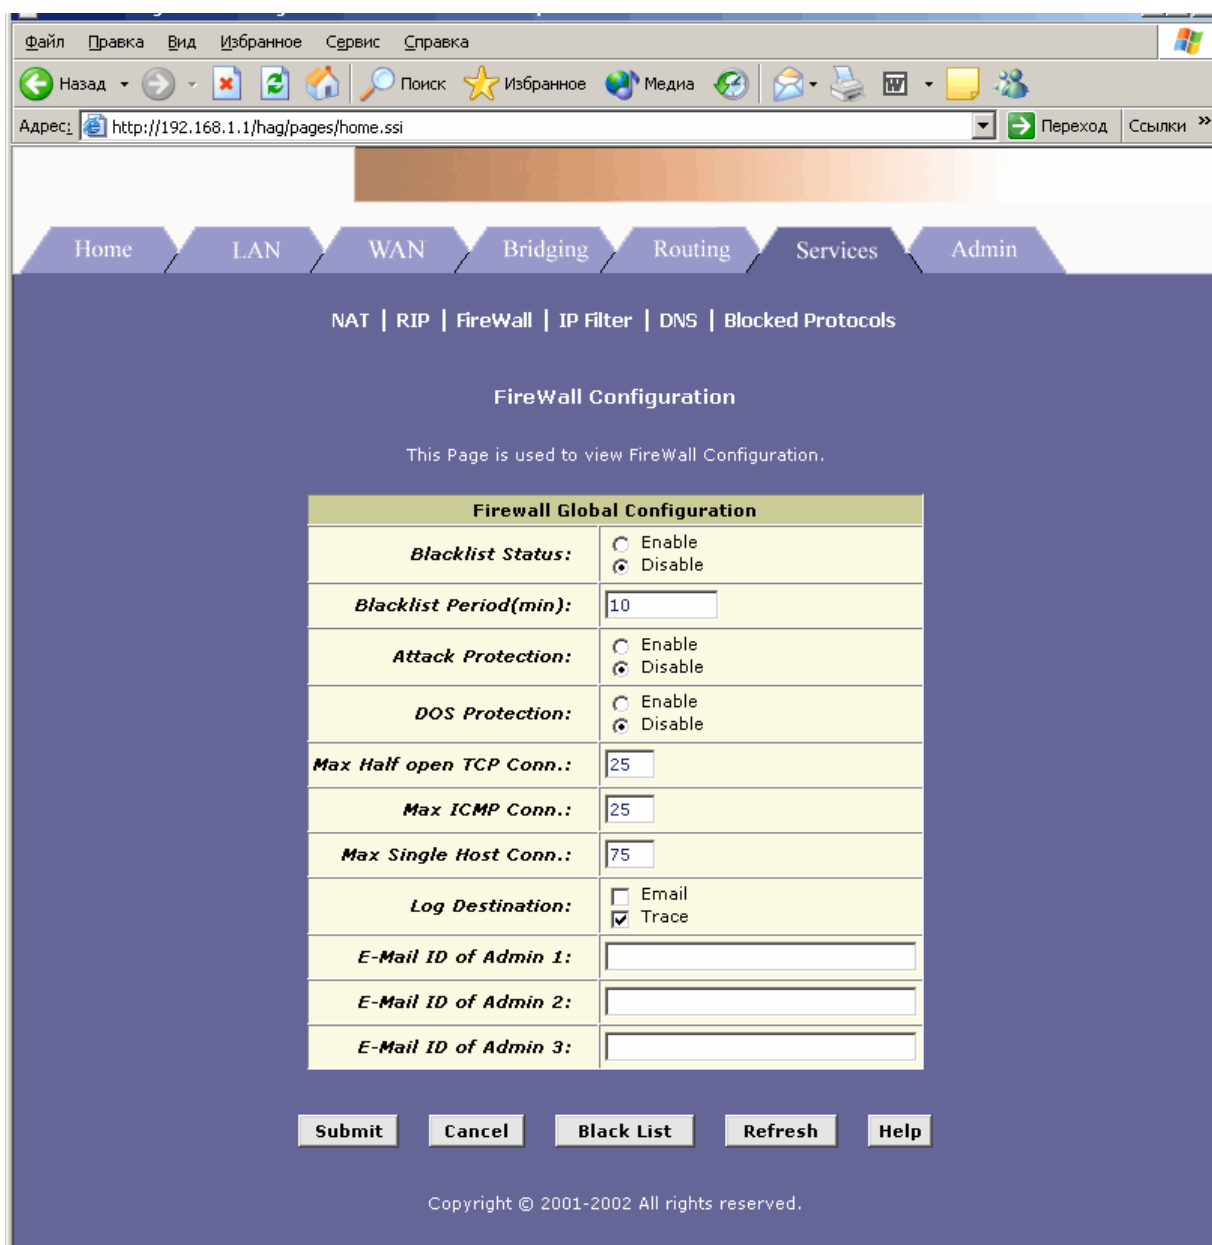 Файл Правка Вид Избранное Сервис Справка
Назад Поиск Избранное Медиа
Адрес: http://192.168.1.1/hag/pages/home.ssi Переход Ссылки »
Home LAN WAN Bridging Routing Services Admin
NAT | RIP | FireWall | IP Filter | DNS | Blocked Protocols
FireWall Configuration
This Page is used to view FireWall Configuration.
Firewall Global Configuration
Blacklist Status: Enable
Disable
Blacklist Period(min): 10
Attack Protection: Enable
Disable
DOS Protection: Enable
Disable
Max Half open TCP Conn.: 25
Max ICMP Conn.: 25
Max Single Host Conn.: 75
Log Destination: Email
Trace
E-Mail ID of Admin 1:
E-Mail ID of Admin 2:
E-Mail ID of Admin 3:
Submit Cancel Black List Refresh Help
Copyright © 2001-2002 All rights reserved.